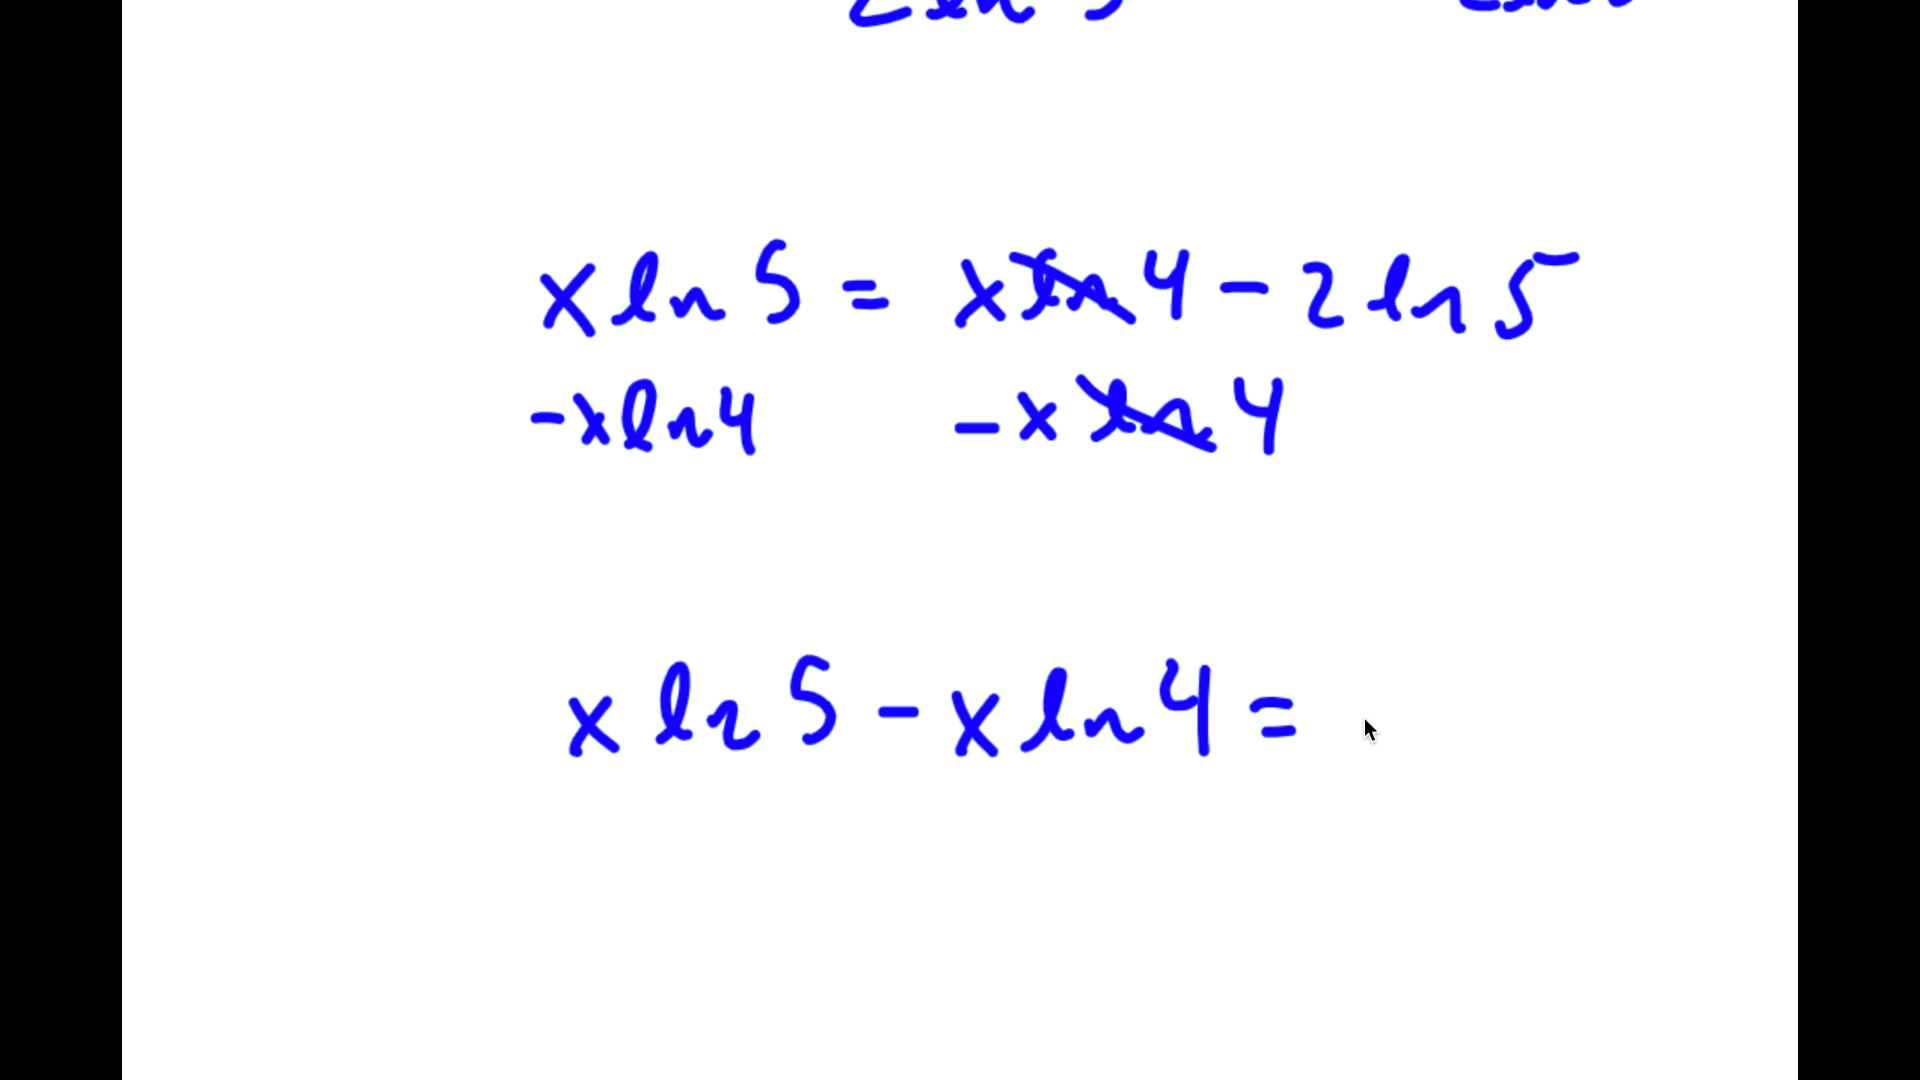 x ln 5 = x ln 4 - 2 ln 5
-x ln 4 -x ln 4
x ln 5 - x ln 4 =